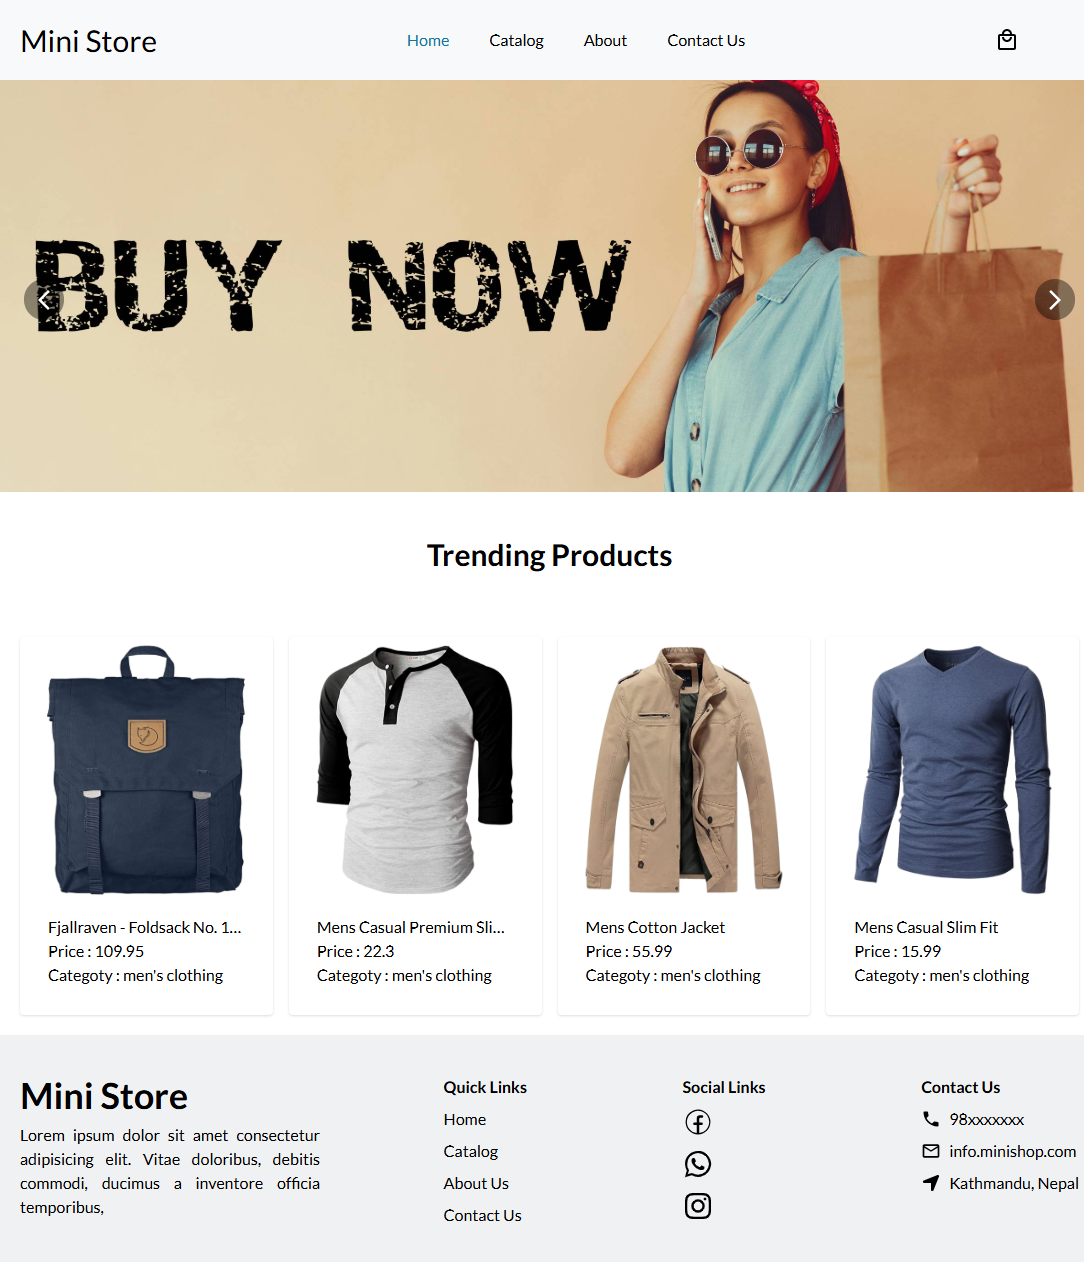 Mini Store
Home
Catalog
About
Contact Us
BUY NOW
Trending Products
Fjallraven - Foldsack No. 1...
Price : 109.95
Categoty : men's clothing
Mens Casual Premium Sli...
Price : 22.3
Categoty : men's clothing
Mens Cotton Jacket
Price : 55.99
Categoty : men's clothing
Mens Casual Slim Fit
Price : 15.99
Categoty : men's clothing
Mini Store
Lorem ipsum dolor sit amet consectetur
adipisicing elit. Vitae doloribus, debitis
commodi, ducimus a inventore officia
temporibus,
Quick Links
Home
Catalog
About Us
Contact Us
Social Links
Contact Us
98xxxxxxx
info.minishop.com
Kathmandu, Nepal